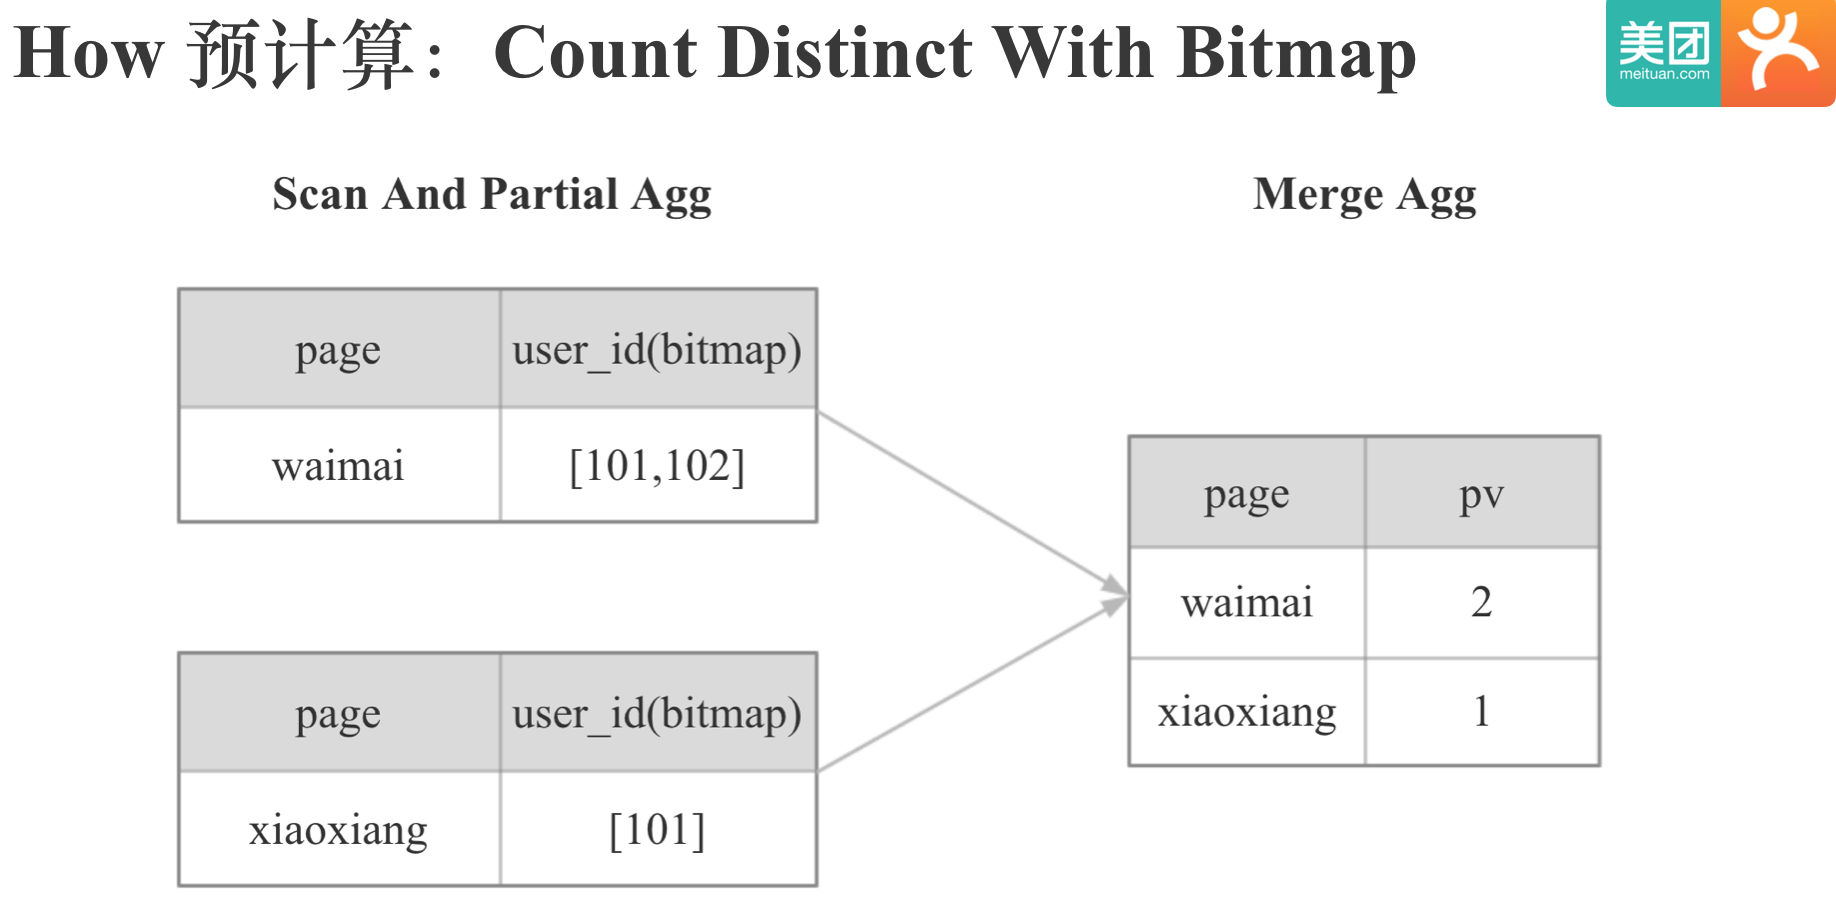 How 预计算：Count Distinct With Bitmap
美团
meituan.com
Scan And Partial Agg
Merge Agg
page user_id(bitmap)
waimai [101,102]
page user_id(bitmap)
xiaoxiang [101]
page pv
waimai 2
xiaoxiang 1